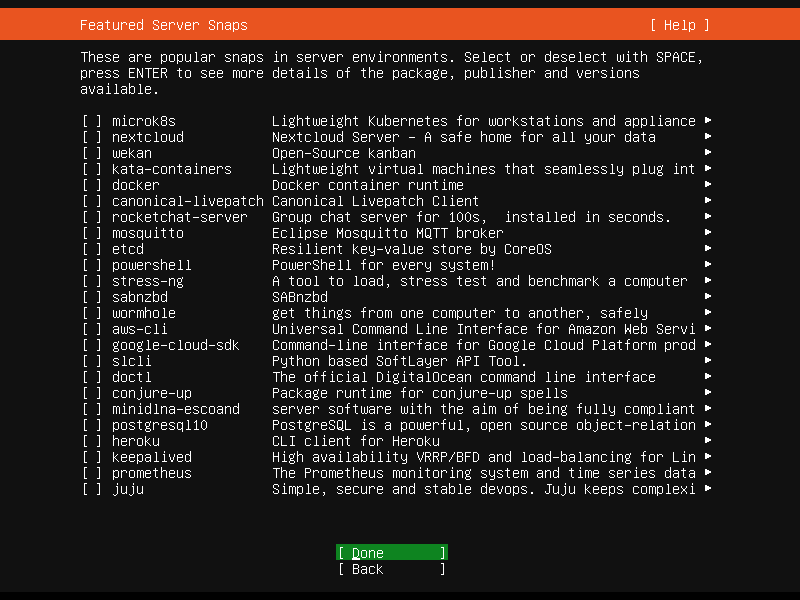 Featured Server Snaps [ Help ]
These are popular snaps in server environments. Select or deselect with SPACE,
press ENTER to see more details of the package, publisher and versions
available.
[ ] microk8s Lightweight Kubernetes for workstations and appliance ▸
[ ] nextcloud Nextcloud Server - A safe home for all your data ▸
[ ] wekan Open-Source kanban ▸
[ ] kata-containers Lightweight virtual machines that seamlessly plug int ▸
[ ] docker Docker container runtime ▸
[ ] canonical-livepatch Canonical Livepatch Client ▸
[ ] rocketchat-server Group chat server for 100s,  installed in seconds. ▸
[ ] mosquitto Eclipse Mosquitto MQTT broker ▸
[ ] etcd Resilient key-value store by CoreOS ▸
[ ] powershell PowerShell for every system! ▸
[ ] stress-ng A tool to load, stress test and benchmark a computer ▸
[ ] sabnzbd SABnzbd ▸
[ ] wormhole get things from one computer to another, safely ▸
[ ] aws-cli Universal Command Line Interface for Amazon Web Servi ▸
[ ] google-cloud-sdk Command-line interface for Google Cloud Platform prod ▸
[ ] slcli Python based SoftLayer API Tool. ▸
[ ] doctl The official DigitalOcean command line interface ▸
[ ] conjure-up Package runtime for conjure-up spells ▸
[ ] minidlna-escoand server software with the aim of being fully compliant ▸
[ ] postgresql10 PostgreSQL is a powerful, open source object-relation ▸
[ ] heroku CLI client for Heroku ▸
[ ] keepalived High availability VRRP/BFD and load-balancing for Lin ▸
[ ] prometheus The Prometheus monitoring system and time series data ▸
[ ] juju Simple, secure and stable devops. Juju keeps complexi ▸
[ Done ]
[ Back ]